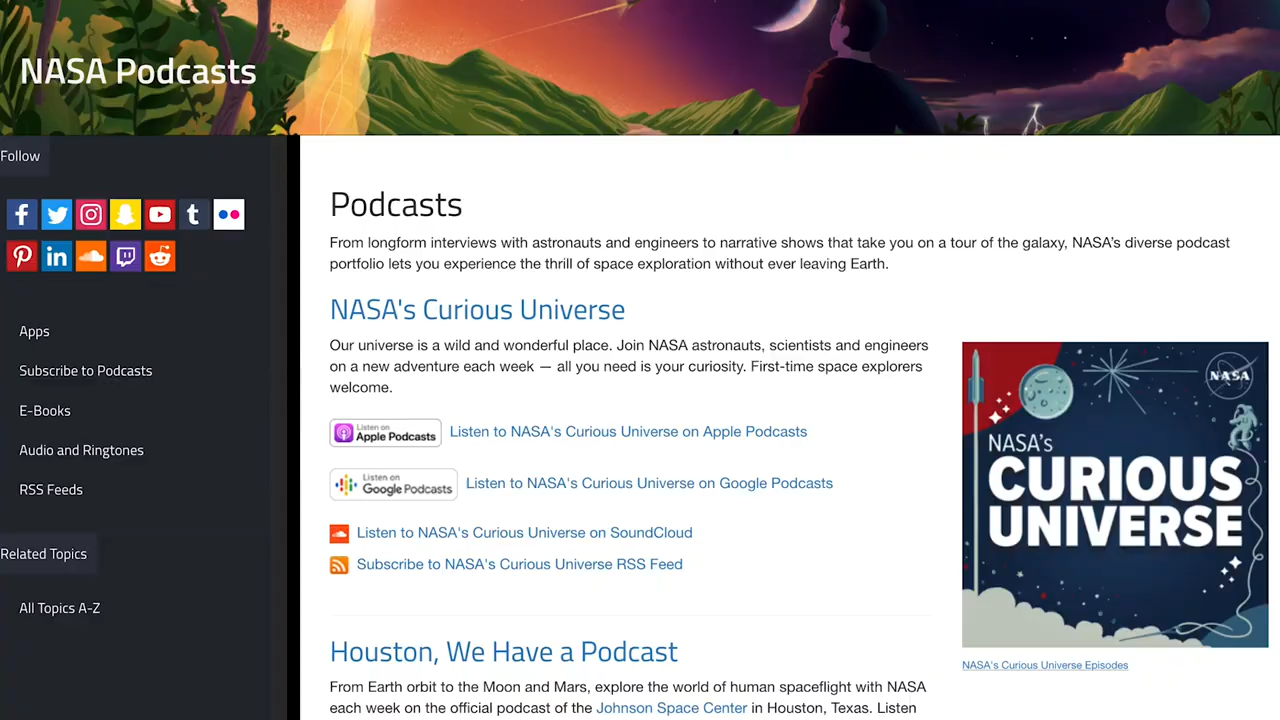 NASA Podcasts
Follow
Apps
Subscribe to Podcasts
E-Books
Audio and Ringtones
RSS Feeds
Related Topics
All Topics A-Z
Podcasts
From longform interviews with astronauts and engineers to narrative shows that take you on a tour of the galaxy, NASA’s diverse podcast
portfolio lets you experience the thrill of space exploration without ever leaving Earth.
NASA's Curious Universe
Our universe is a wild and wonderful place. Join NASA astronauts, scientists and engineers
on a new adventure each week — all you need is your curiosity. First-time space explorers
welcome.
Listen on
Apple Podcasts
Listen to NASA's Curious Universe on Apple Podcasts
Listen on
Google Podcasts
Listen to NASA's Curious Universe on Google Podcasts
Listen to NASA's Curious Universe on SoundCloud
Subscribe to NASA's Curious Universe RSS Feed
NASA
NASA's
CURIOUS
UNIVERSE
NASA's Curious Universe Episodes
Houston, We Have a Podcast
From Earth orbit to the Moon and Mars, explore the world of human spaceflight with NASA
each week on the official podcast of the Johnson Space Center in Houston, Texas. Listen